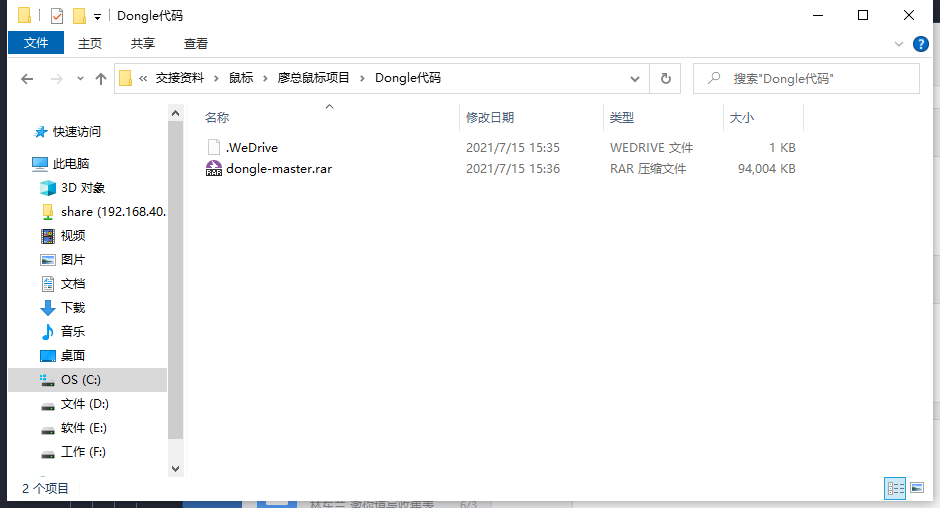 Dongle代码
文件 主页 共享 查看
« 交接资料 › 鼠标 › 廖总鼠标项目 › Dongle代码
搜索"Dongle代码"
名称 修改日期 类型 大小
.WeDrive 2021/7/15 15:35 WEDRIVE 文件 1 KB
dongle-master.rar 2021/7/15 15:36 RAR 压缩文件 94,004 KB
快速访问
此电脑
3D 对象
share (192.168.40.
视频
图片
文档
下载
音乐
桌面
OS (C:)
文件 (D:)
软件 (E:)
工作 (F:)
2 个项目
6/3